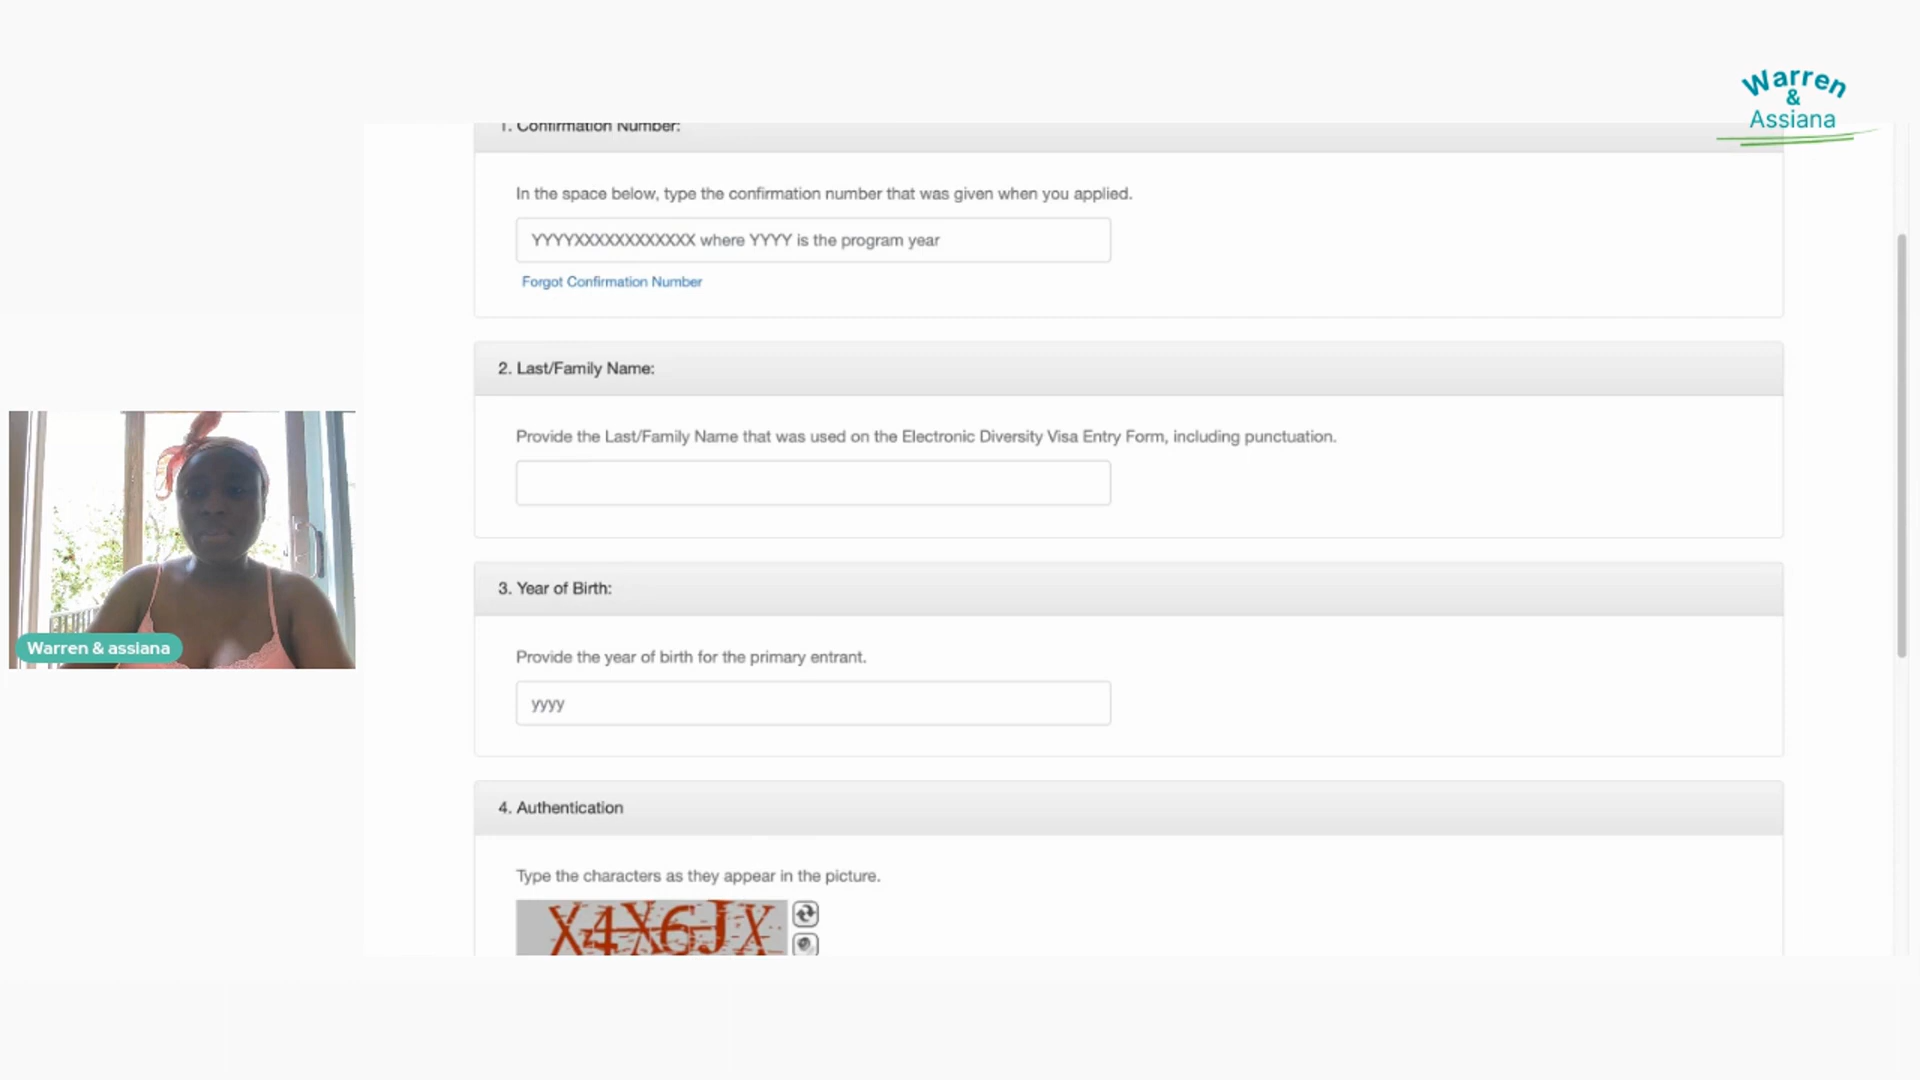 Warren
&
Assiana
1. Confirmation Number:
In the space below, type the confirmation number that was given when you applied.
YYYYXXXXXXXXXXXXXX where YYYY is the program year
Forgot Confirmation Number
2. Last/Family Name:
Provide the Last/Family Name that was used on the Electronic Diversity Visa Entry Form, including punctuation.
3. Year of Birth:
Provide the year of birth for the primary entrant.
yyyy
Warren & assiana
4. Authentication
Type the characters as they appear in the picture.
X4X6JX